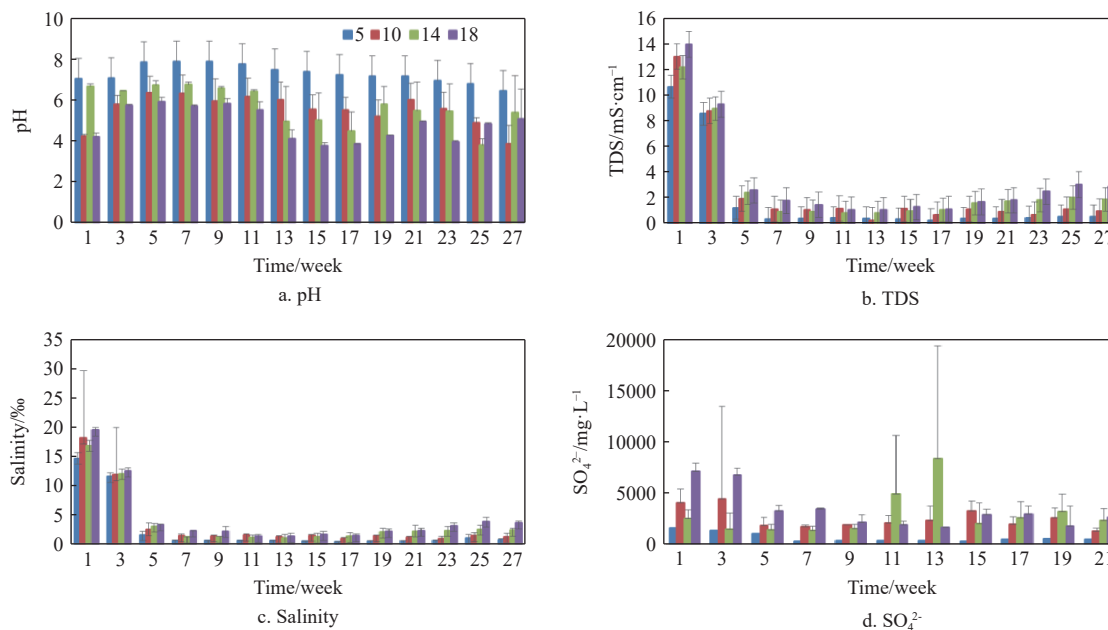 10
8
6
4
2
0
pH
5 10 14 18
1 3 5 7 9 11 13 15 17 19 21 23 25 27
Time/week
a. pH
16
14
12
10
8
6
4
2
0
TDS/mS·cm⁻¹
1 3 5 7 9 11 13 15 17 19 21 23 25 27
Time/week
b. TDS
35
30
25
20
15
10
5
0
Salinity/‰
1 3 5 7 9 11 13 15 17 19 21 23 25 27
Time/week
c. Salinity
20000
15000
10000
5000
0
SO₄²⁻/mg·L⁻¹
1 3 5 7 9 11 13 15 17 19 21
Time/week
d. SO₄²⁻